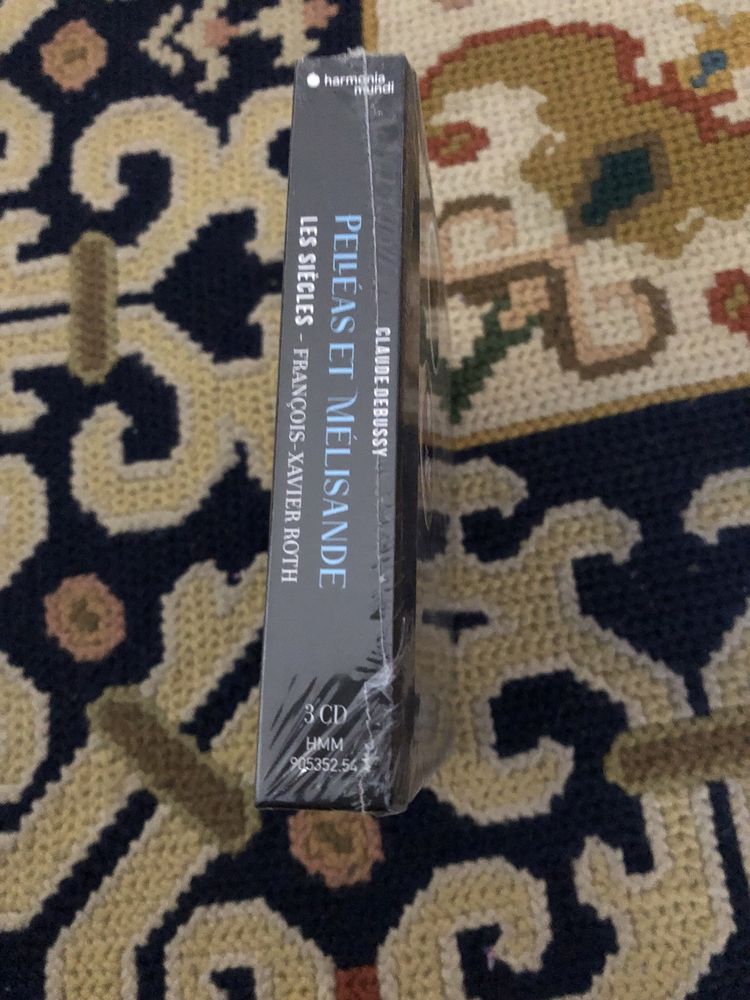 harmonia
mundi
CLAUDE DEBUSSY
PELLÉAS ET MÉLISANDE
LES SIÈCLES – FRANÇOIS-XAVIER ROTH
3 CD
HMM
905352.54